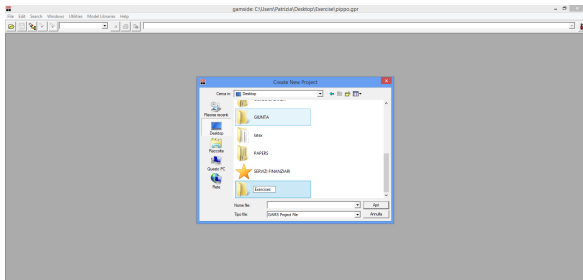 gamside: C:\Users\Patrizia\Desktop\Exercise\pippo.gpr
File Edit Search Windows Utilities Model Libraries Help
Create New Project
Cerca in: Desktop
Risorse recenti
Desktop
Raccolte
Questo PC
Rete
GIUNTA
latex
PAPERS
SERVIZI FINANZIARI
Exercises
Nome file:
Apri
Tipo file: GAMS Project File
Annulla